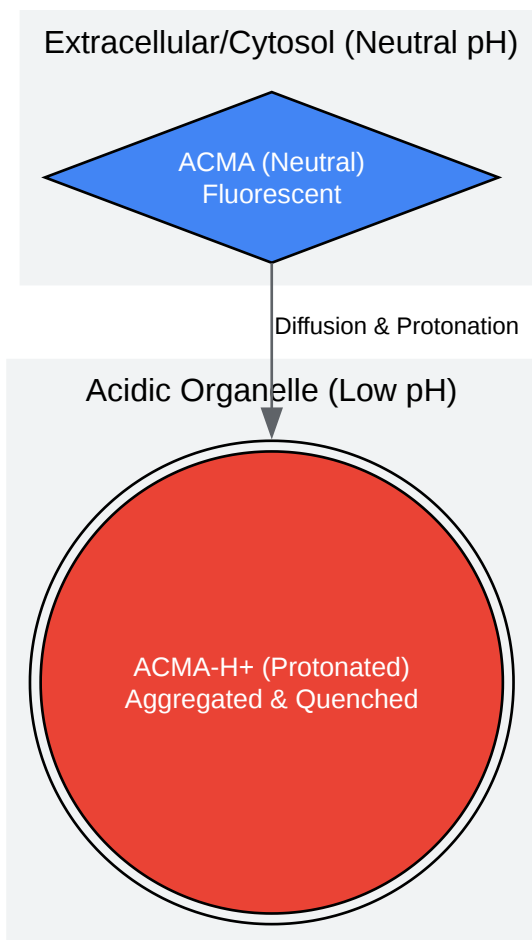 Extracellular/Cytosol (Neutral pH)
ACMA (Neutral)
Fluorescent
Diffusion & Protonation
Acidic Organelle (Low pH)
ACMA-H+ (Protonated)
Aggregated & Quenched